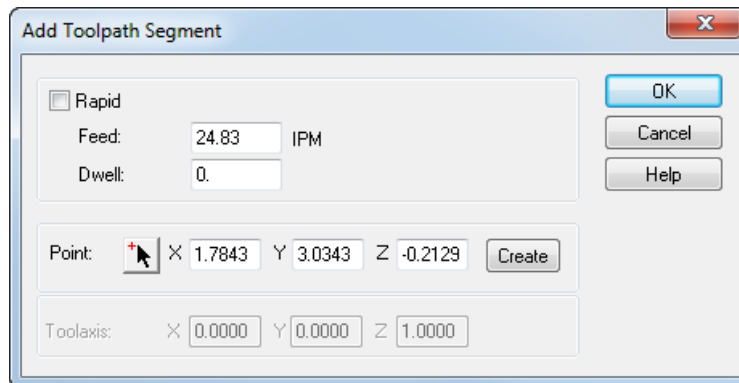 Add Toolpath Segment
Rapid
OK
Feed: 24.83 IPM
Cancel
Dwell: 0.
Help
Point: X 1.7843 Y 3.0343 Z -0.2129 Create
Toolaxis: X 0.0000 Y 0.0000 Z 1.0000